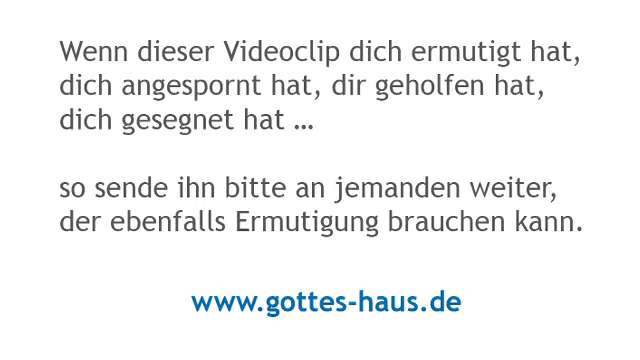 Wenn dieser Videoclip dich ermutigt hat,
dich angespornt hat, dir geholfen hat,
dich gesegnet hat ...
so sende ihn bitte an jemanden weiter,
der ebenfalls Ermutigung brauchen kann.
www.gottes-haus.de